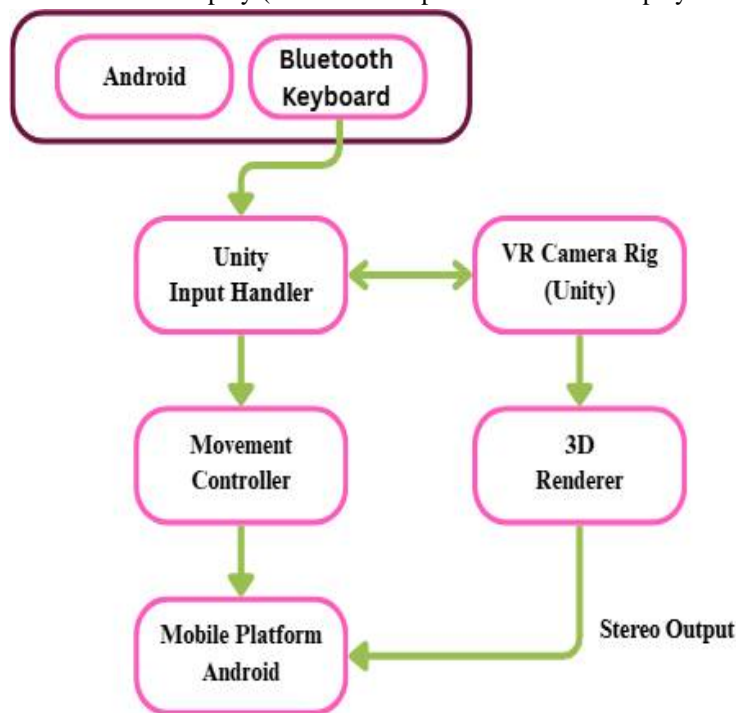 Android
Bluetooth
Keyboard
Unity
Input Handler
VR Camera Rig
(Unity)
Movement
Controller
3D
Renderer
Mobile Platform
Android
Stereo Output